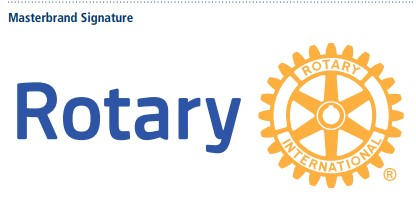 Masterbrand Signature
Rotary
ROTARY
INTERNATIONAL
®